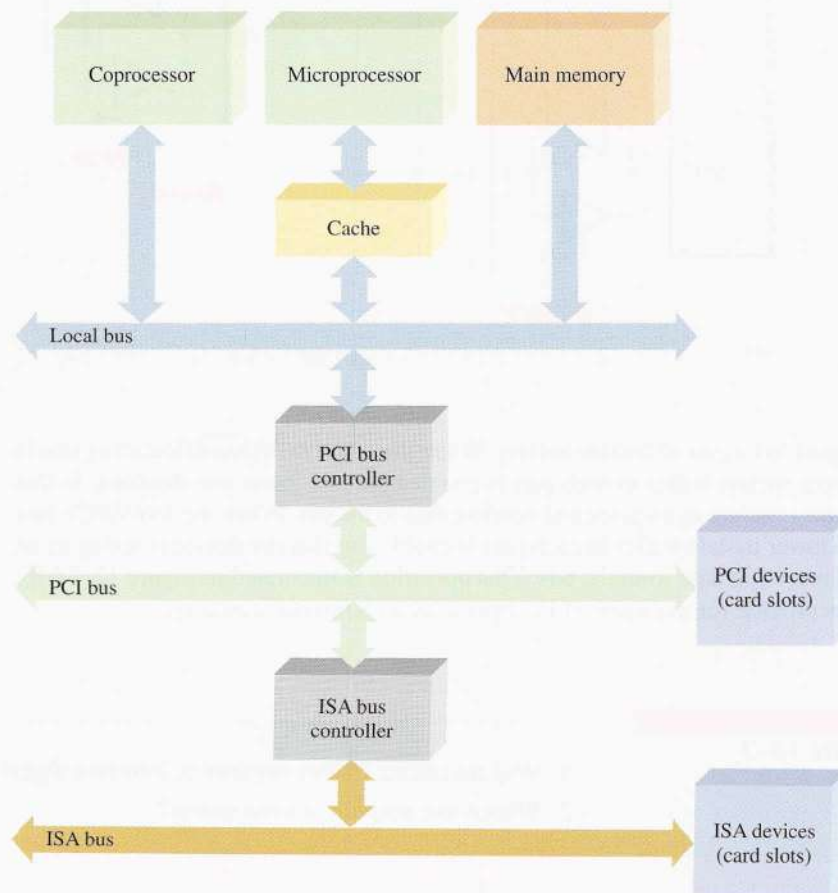 Coprocessor
Microprocessor
Main memory
Cache
Local bus
PCI bus
controller
PCI bus
PCI devices
(card slots)
ISA bus
controller
ISA bus
ISA devices
(card slots)